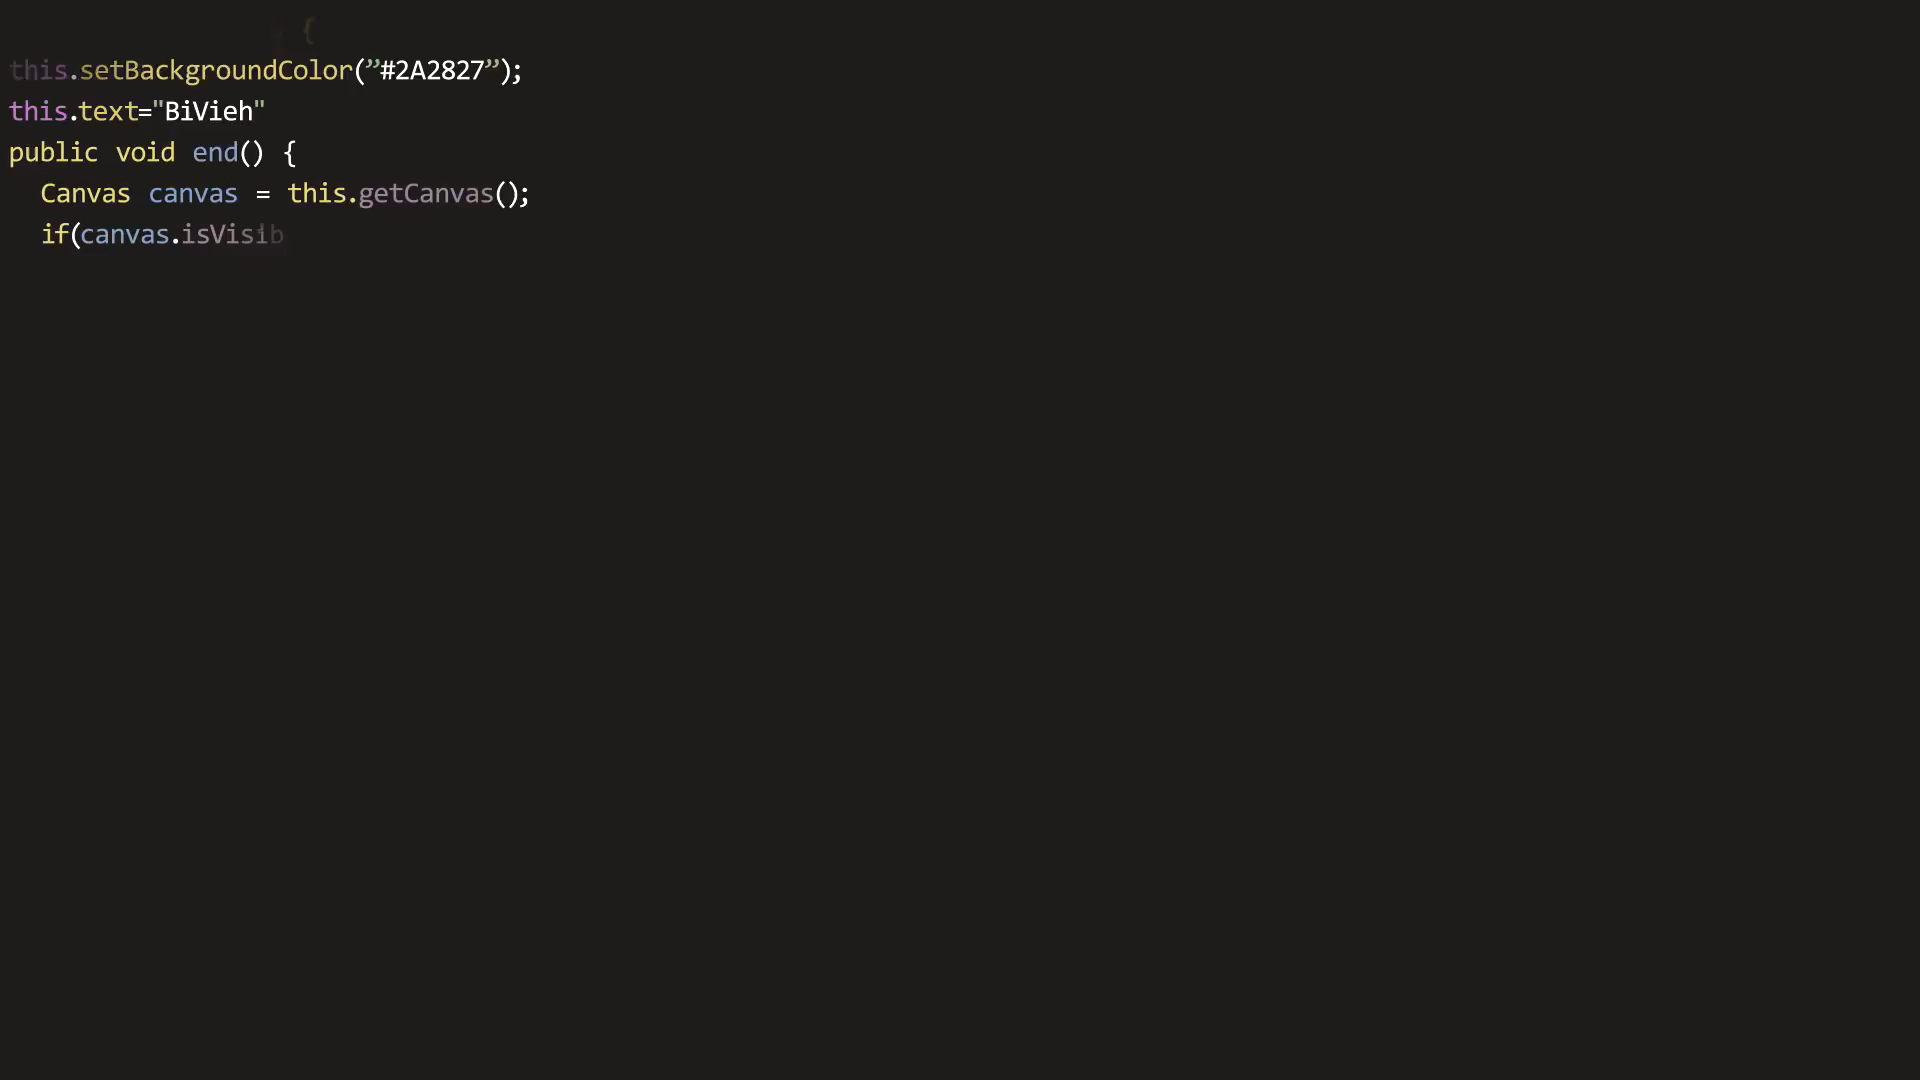 {
this.setBackgroundColor(”#2A2827”);
this.text="BiVieh"
public void end() {
Canvas canvas = this.getCanvas();
if(canvas.isVisib